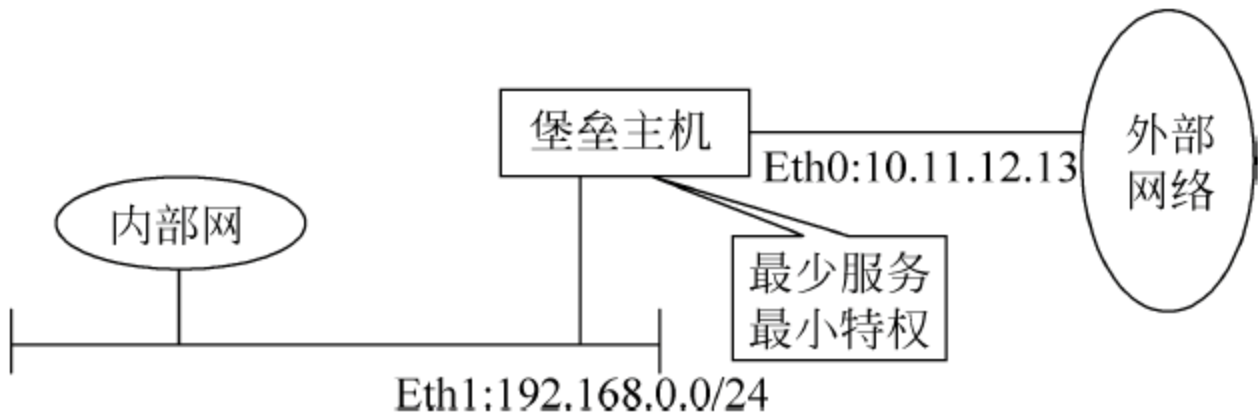 堡垒主机
Eth0:10.11.12.13
外部
网络
内部网
最少服务
最小特权
Eth1:192.168.0.0/24